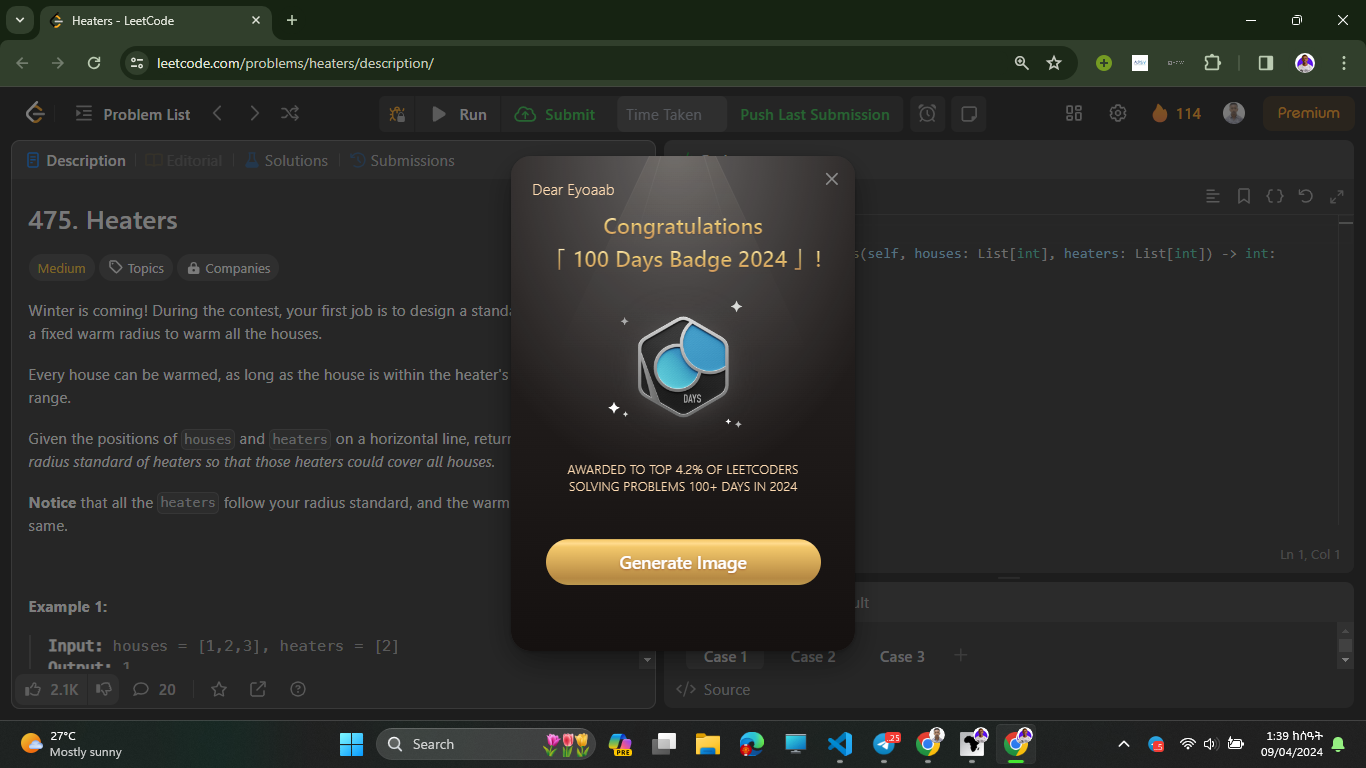 Heaters - LeetCode
leetcode.com/problems/heaters/description/
Problem List
Run
Submit
Time Taken
Push Last Submission
114
Premium
Description
Editorial
Solutions
Submissions
475. Heaters
Medium
Topics
Companies
Winter is coming! During the contest, your first job is to design a stand
a fixed warm radius to warm all the houses.
Every house can be warmed, as long as the house is within the heater's
range.
Given the positions of houses and heaters on a horizontal line, return
radius standard of heaters so that those heaters could cover all houses.
Notice that all the heaters follow your radius standard, and the warm
same.
Example 1:
Input: houses = [1,2,3], heaters = [2]
Output: 1
2.1K
20
Dear Eyoaab
Congratulations
「 100 Days Badge 2024 」 !
DAYS
AWARDED TO TOP 4.2% OF LEETCODERS
SOLVING PROBLEMS 100+ DAYS IN 2024
Generate Image
s(self, houses: List[int], heaters: List[int]) -> int:
Ln 1, Col 1
ult
Case 1
Case 2
Case 3
Source
27°C
Mostly sunny
Search
PRE
25
1:39 ከሰዓት
09/04/2024